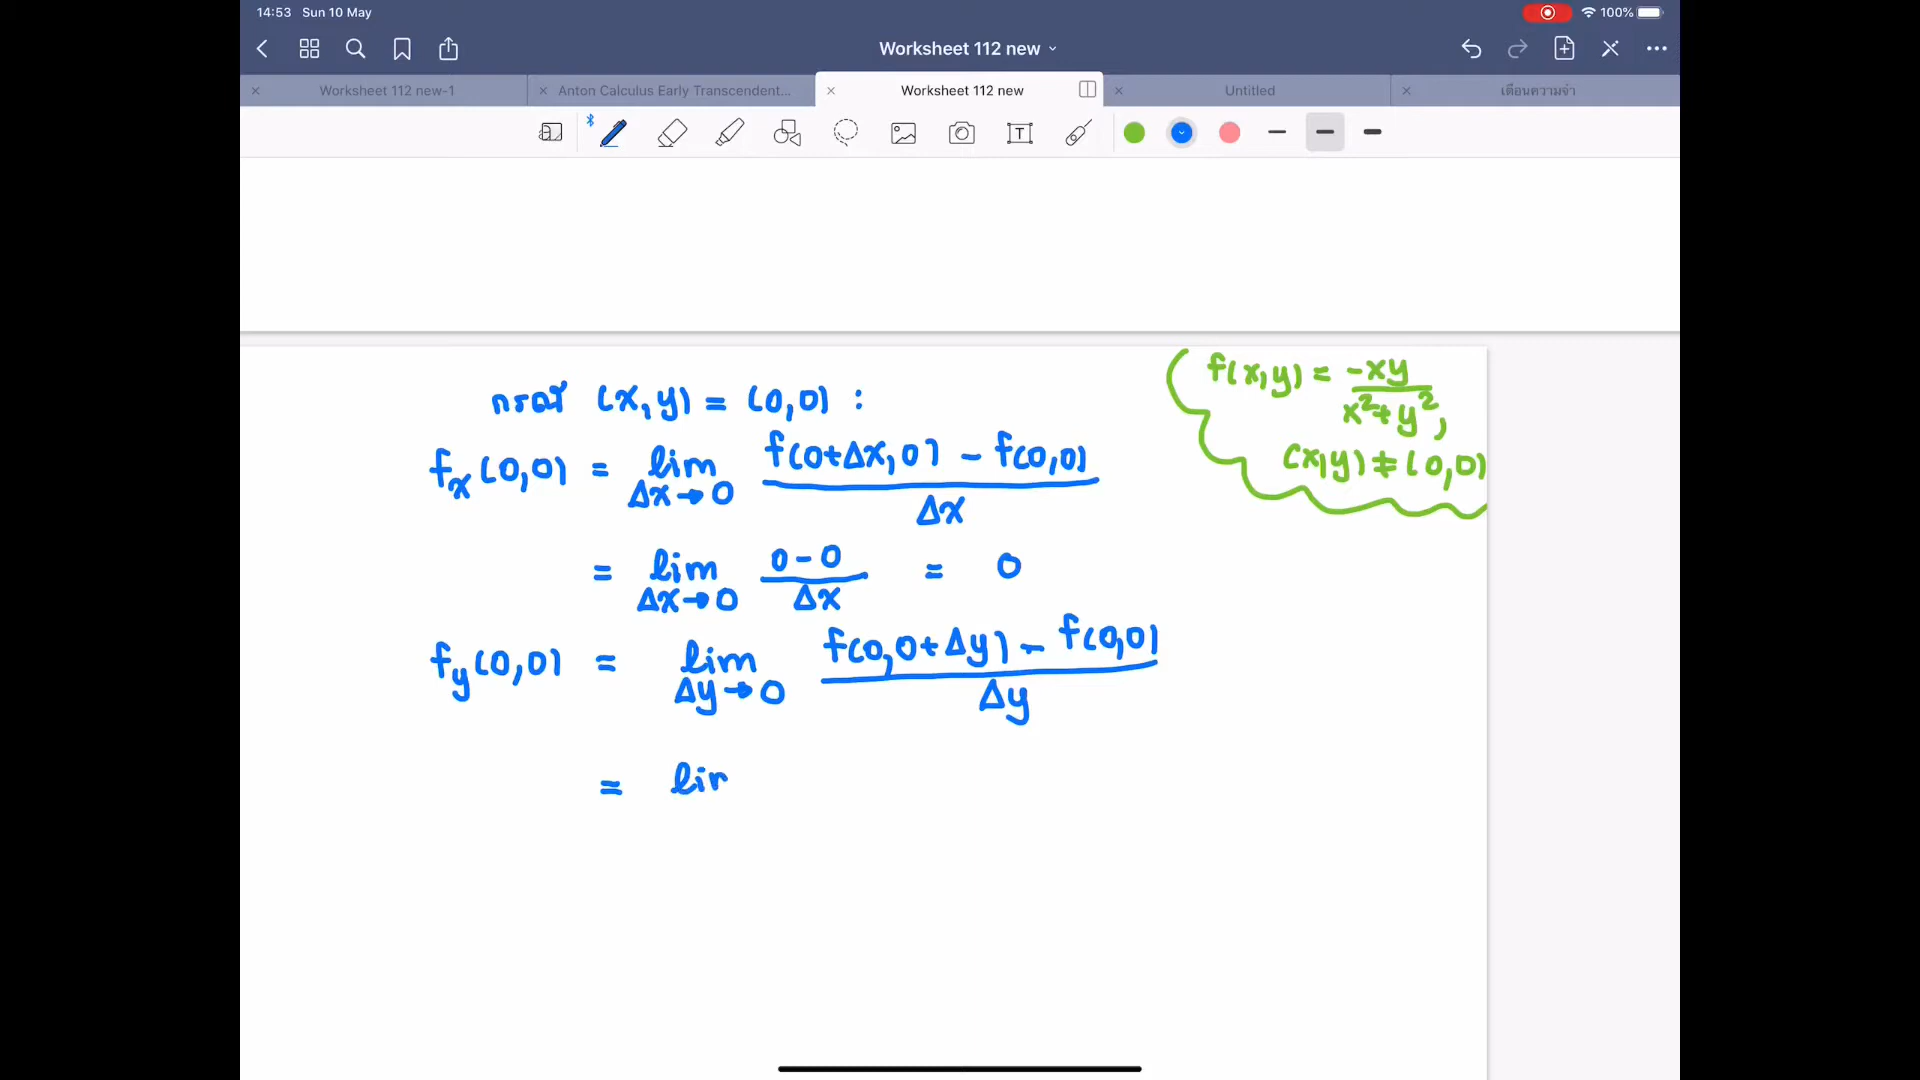 14:53 Sun 10 May
100%
Worksheet 112 new
Worksheet 112 new-1
Anton Calculus Early Transcendent...
Worksheet 112 new
Untitled
เตือนความจำ
กรณี (x,y) = (0,0) :
f(x,y) = -xy / x²+y²,
(x,y) ≠ (0,0)
fₓ(0,0) = lim Δx→0 f(0+Δx,0) - f(0,0) / Δx
= lim Δx→0 0-0 / Δx = 0
f_y(0,0) = lim Δy→0 f(0,0+Δy) - f(0,0) / Δy
= lir